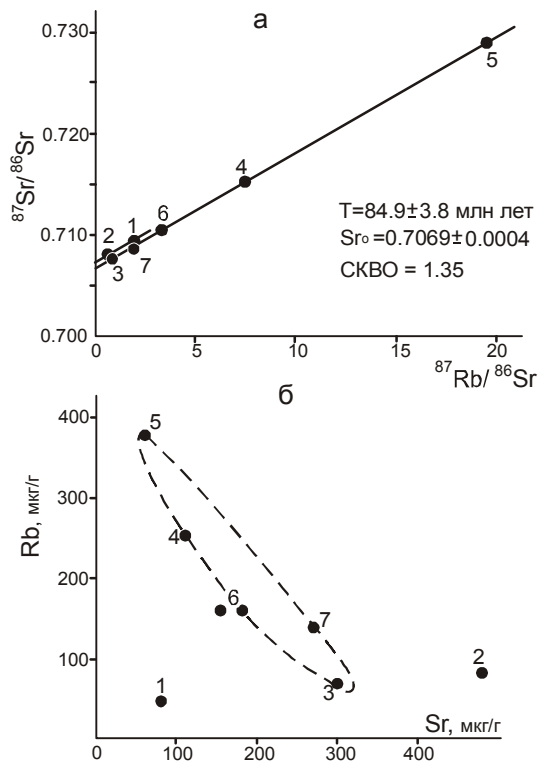 а
0.730
0.720
0.710
0.700
⁸⁷Sr/⁸⁶Sr
5
4
6
1
2
3
7
T=84.9±3.8 млн лет
Sr₀=0.7069±0.0004
СКВО = 1.35
0 5 10 15 20
⁸⁷Rb/⁸⁶Sr
б
400
300
200
100
Rb, мкг/г
5
4
6
7
3
1
2
Sr, мкг/г
0 100 200 300 400